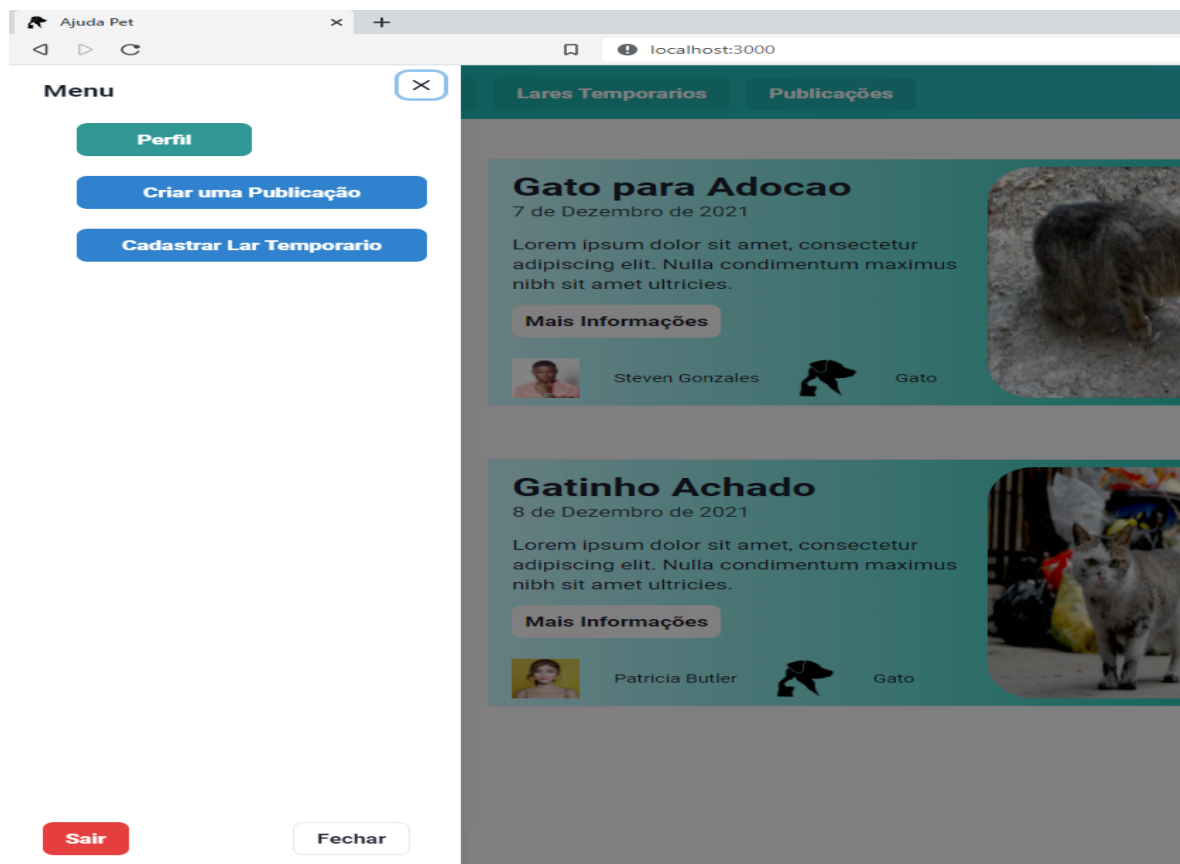 Ajuda Pet
localhost:3000
Menu
Perfil
Criar uma Publicação
Cadastrar Lar Temporario
Sair
Fechar
Lares Temporarios
Publicações
Gato para Adocao
7 de Dezembro de 2021
Lorem ipsum dolor sit amet, consectetur
adipiscing elit. Nulla condimentum maximus
nibh sit amet ultricies.
Mais Informações
Steven Gonzales
Gato
Gatinho Achado
8 de Dezembro de 2021
Lorem ipsum dolor sit amet, consectetur
adipiscing elit. Nulla condimentum maximus
nibh sit amet ultricies.
Mais Informações
Patricia Butler
Gato